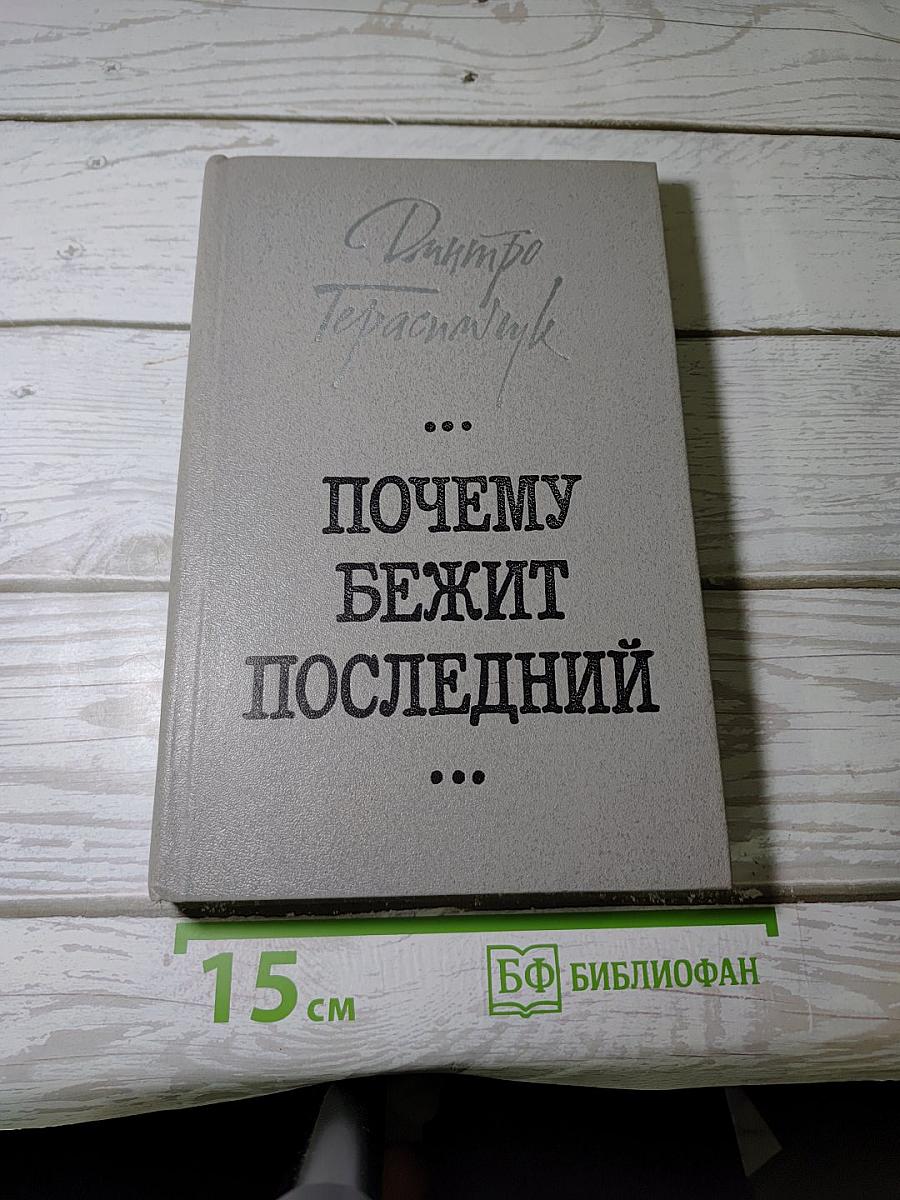 Дмитро
Герасимчук
...
ПОЧЕМУ
БЕЖИТ
ПОСЛЕДНИЙ
...
15 см
БФ БИБЛИОФАН